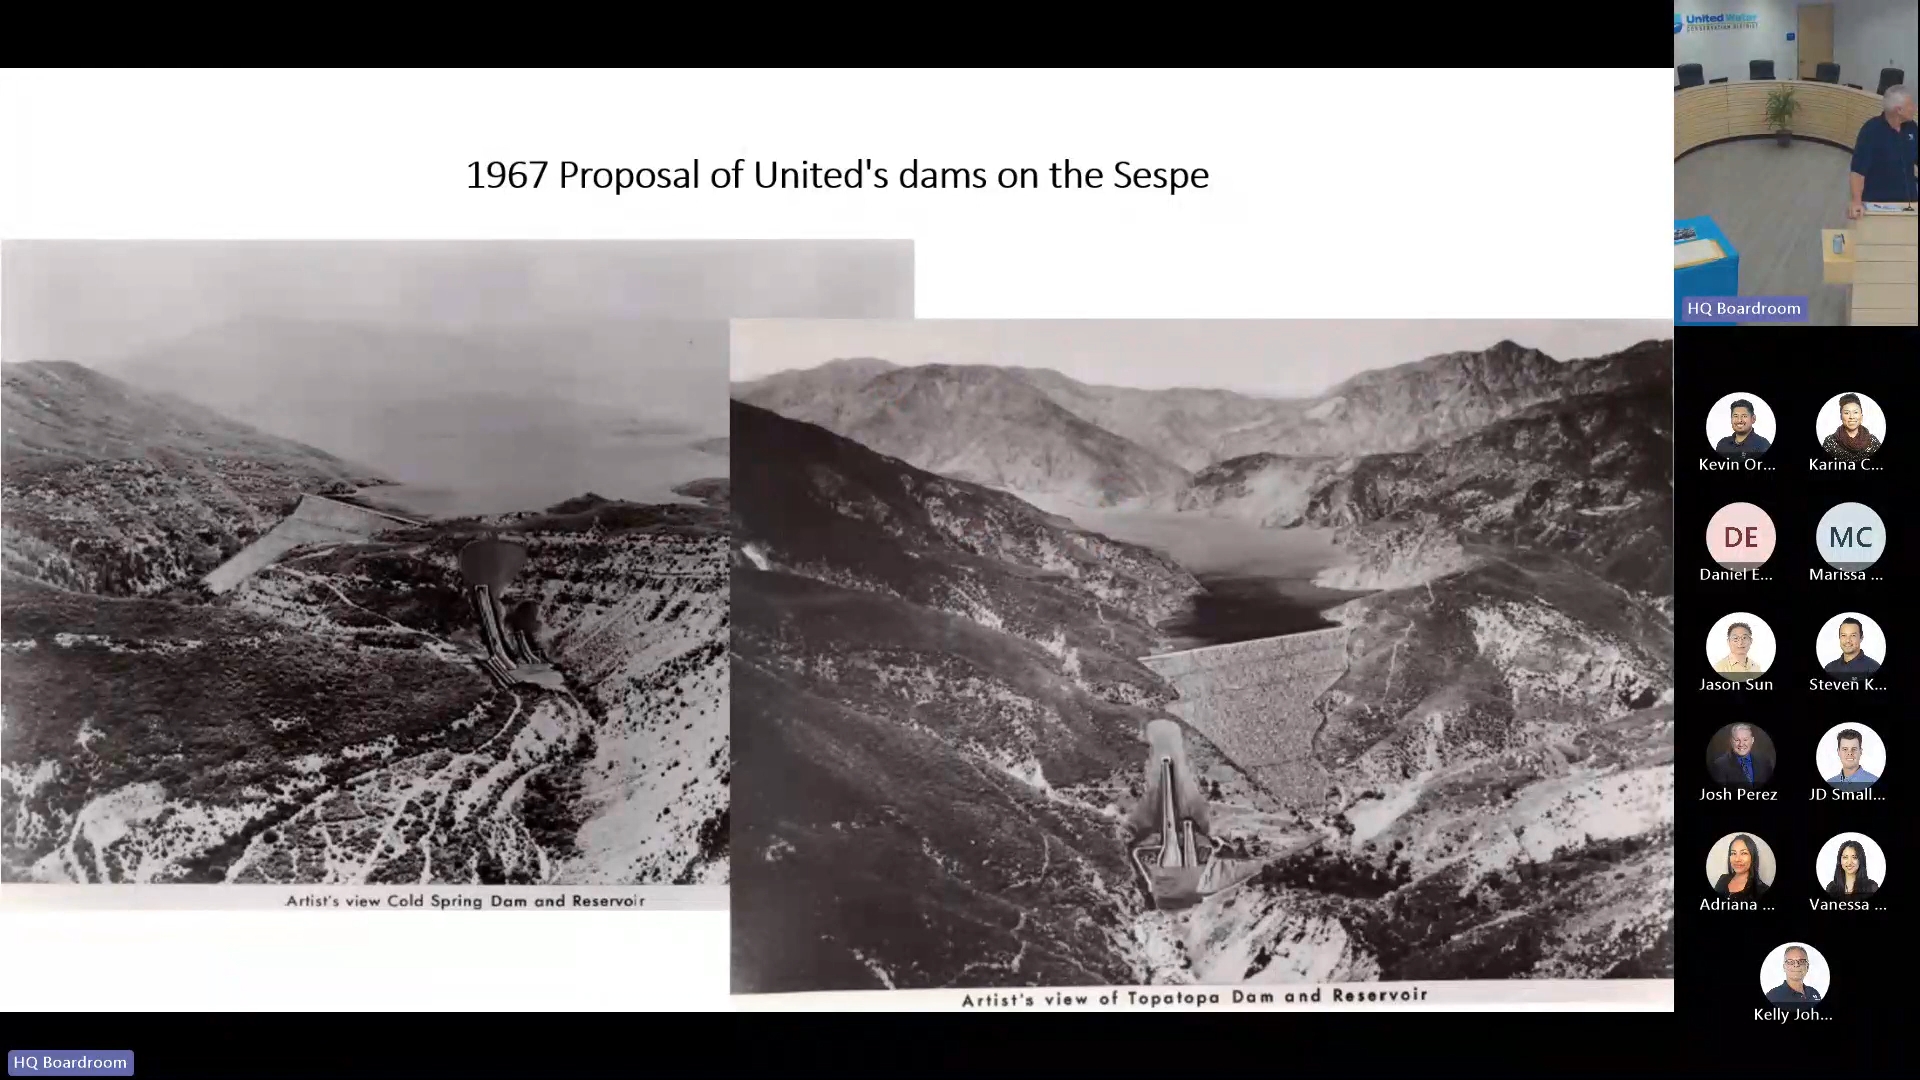 United Water
CONSERVATION DISTRICT
1967 Proposal of United's dams on the Sespe
HQ Boardroom
Kevin Or...
Karina C...
DE
MC
Daniel E...
Marissa ...
Jason Sun
Steven K...
Josh Perez
JD Small...
Adriana ...
Vanessa ...
Kelly Joh...
Artist's view Cold Spring Dam and Reservoir
Artist's view of Topatopa Dam and Reservoir
HQ Boardroom